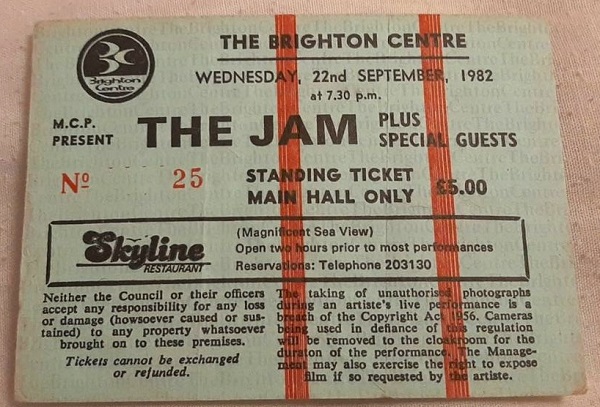 Brighton
Centre
THE BRIGHTON CENTRE
WEDNESDAY, 22nd SEPTEMBER, 1982
at 7.30 p.m.
M.C.P.
PRESENT
THE JAM
PLUS
SPECIAL GUESTS
Nº 25
STANDING TICKET
MAIN HALL ONLY
£5.00
Skyline
RESTAURANT
(Magnificent Sea View)
Open two hours prior to most performances
Reservations: Telephone 203130
Neither the Council or their officers
accept any responsibility for any loss
or damage (howsoever caused or sus-
tained) to any property whatsoever
brought on to these premises.
Tickets cannot be exchanged
or refunded.
The taking of unauthorised photographs
during an artiste's live performance is a
breach of the Copyright Act 1956. Cameras
being used in defiance of this regulation
will be removed to the cloakroom for the
duration of the performance. The Manage-
ment may also exercise the right to expose
film if so requested by the artiste.